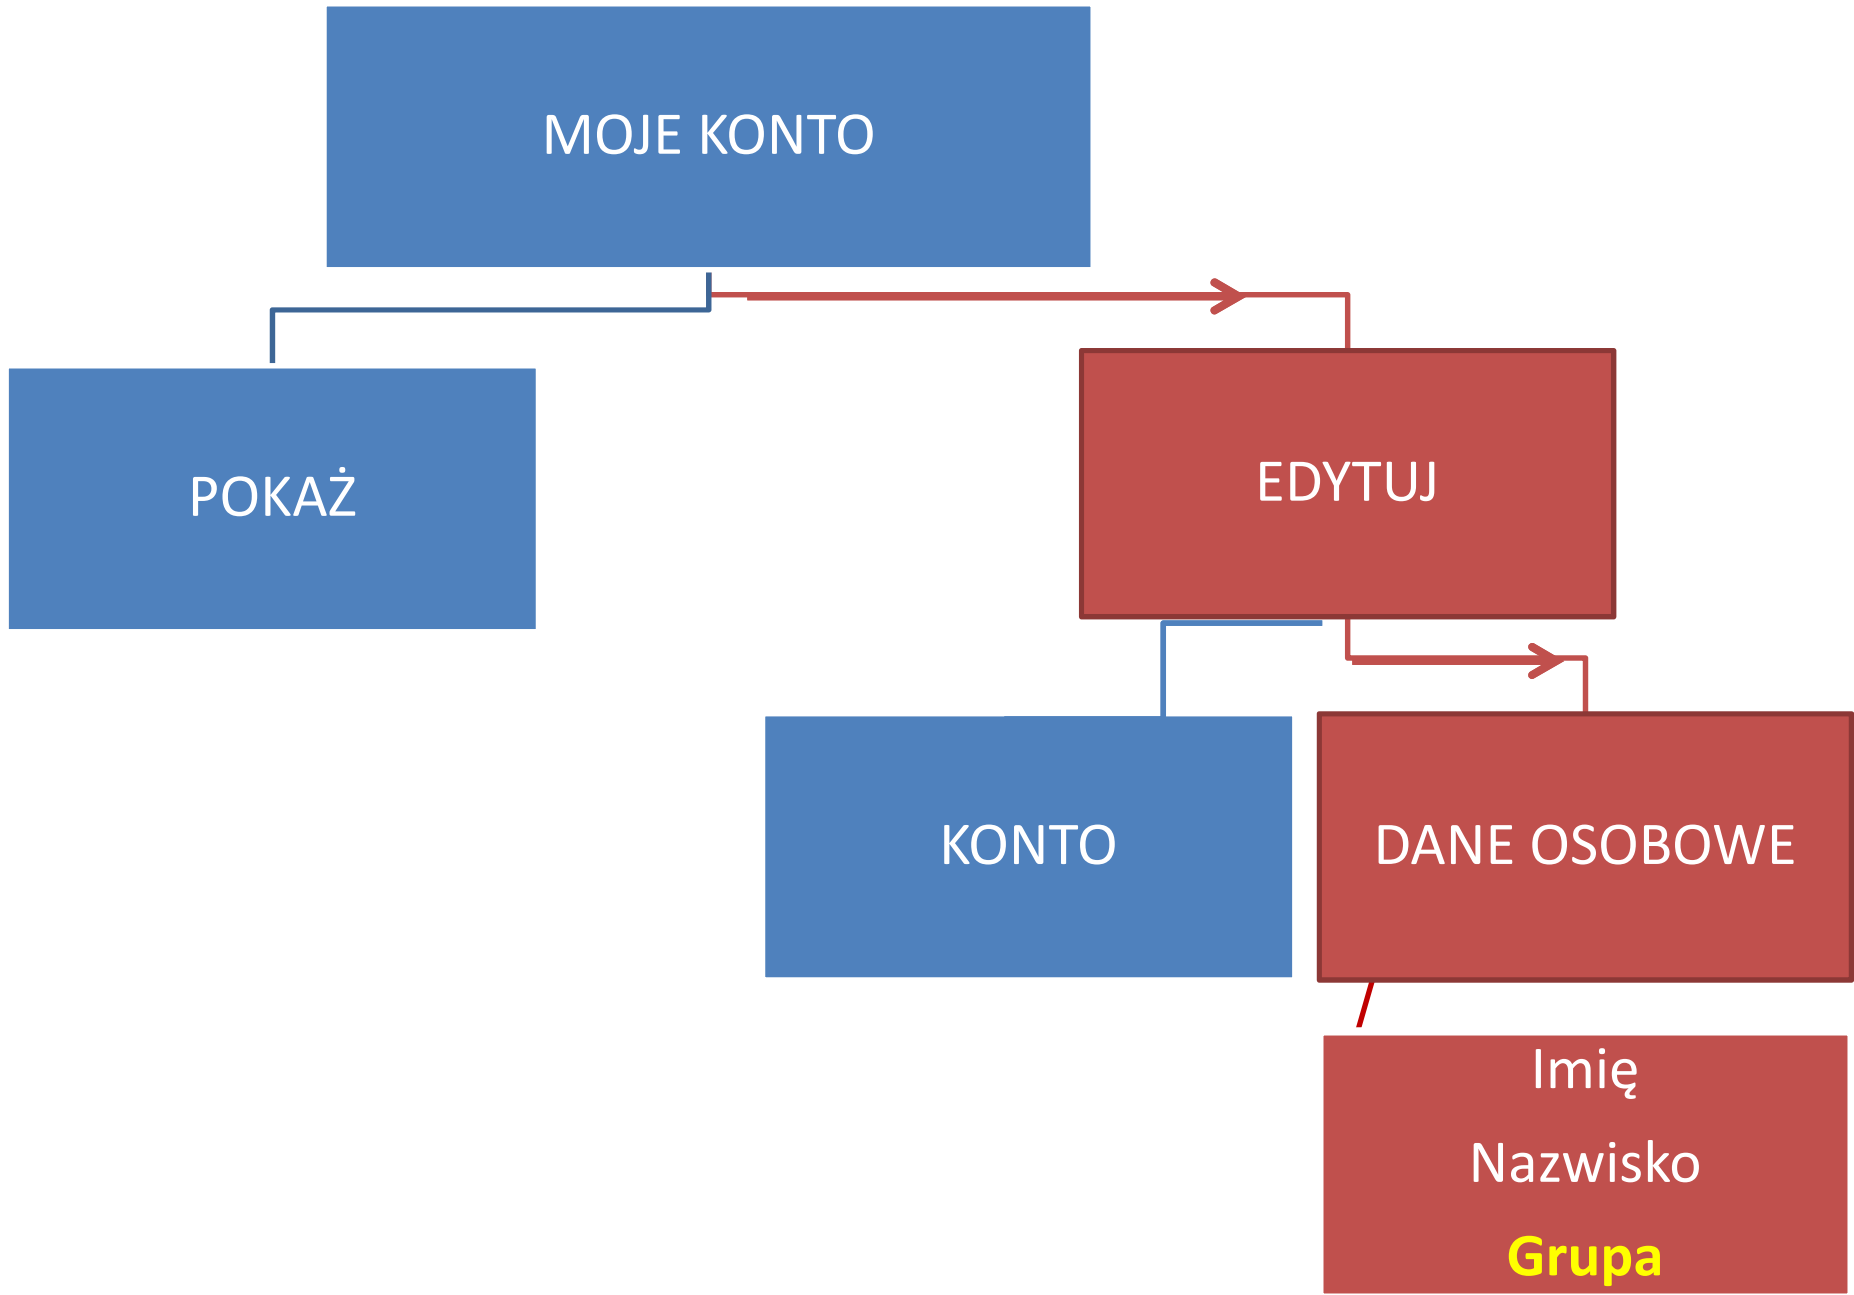 MOJE KONTO
POKAŻ
EDYTUJ
KONTO
DANE OSOBOWE
Imię
Nazwisko
Grupa